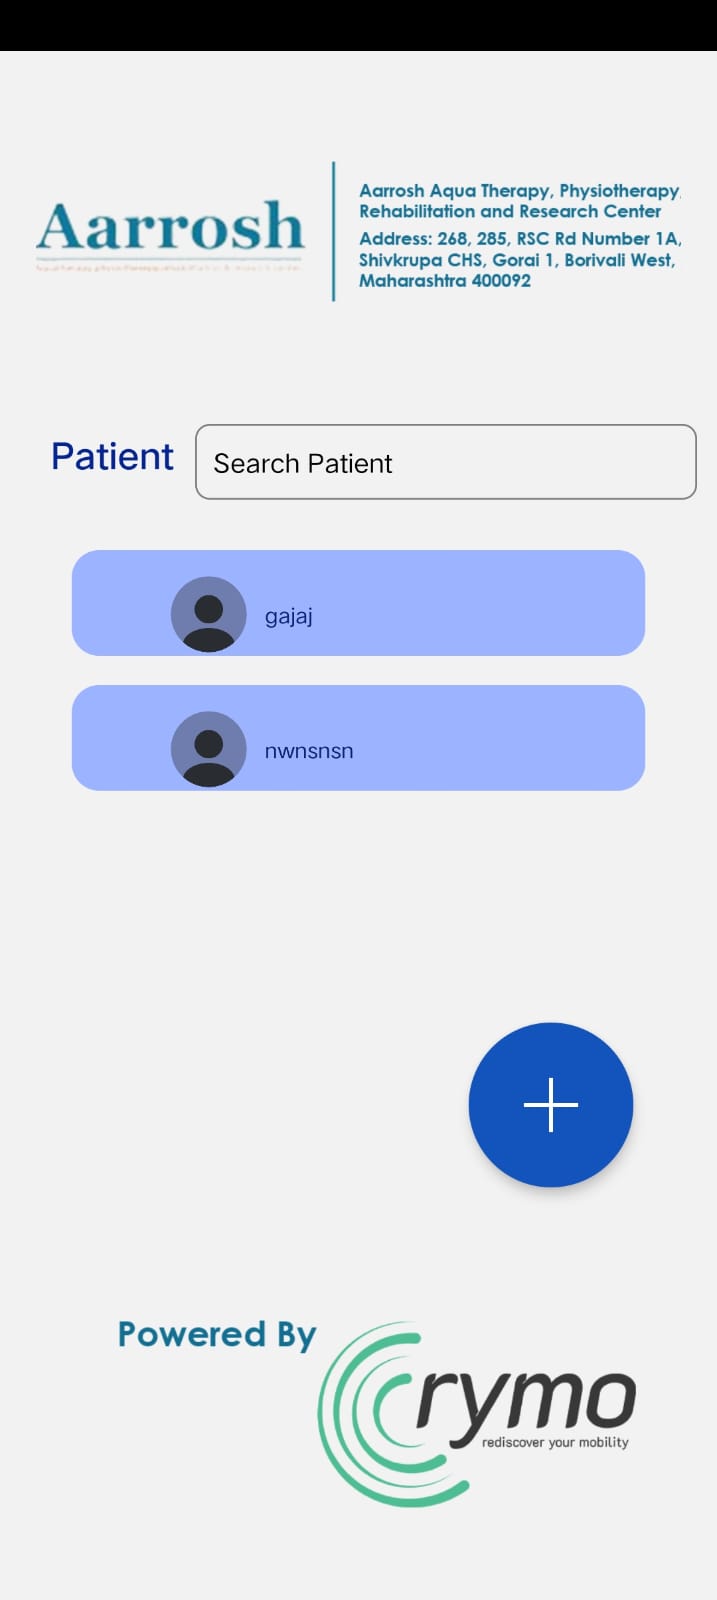 Aarrosh
Aarrosh Aqua Therapy, Physiotherapy,
Rehabilitation and Research Center
Address: 268, 285, RSC Rd Number 1A,
Shivkrupa CHS, Gorai 1, Borivali West,
Maharashtra 400092
Patient
Search Patient
gajaj
nwnsnsn
Powered By
rymo
rediscover your mobility